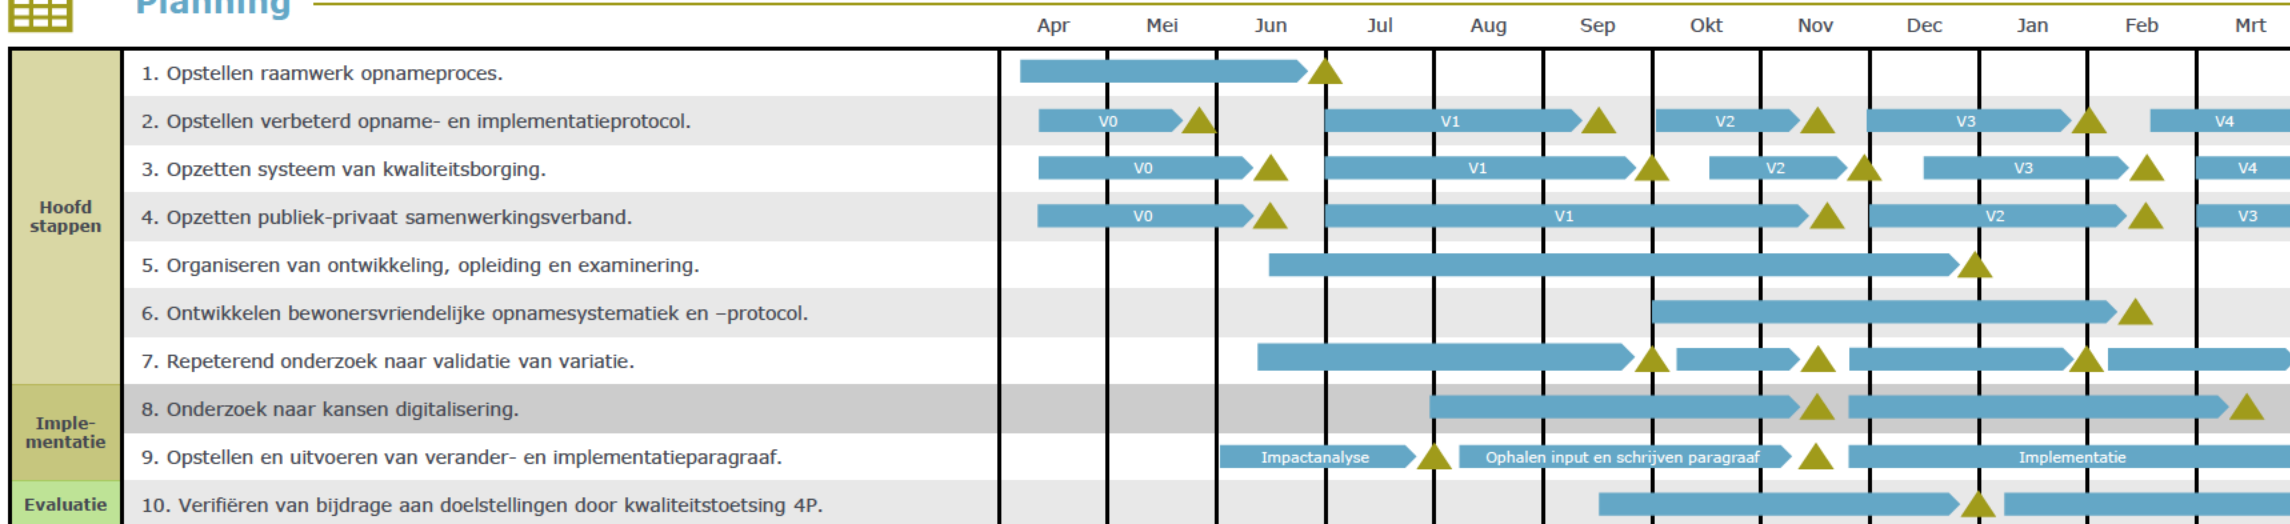 Planning
Apr Mei Jun Jul Aug Sep Okt Nov Dec Jan Feb Mrt
Hoofd
stappen
1. Opstellen raamwerk opnameproces.
2. Opstellen verbeterd opname- en implementatieprotocol.
V0 V1 V2 V3 V4
3. Opzetten systeem van kwaliteitsborging.
V0 V1 V2 V3 V4
4. Opzetten publiek-privaat samenwerkingsverband.
V0 V1 V2 V3
5. Organiseren van ontwikkeling, opleiding en examinering.
6. Ontwikkelen bewonersvriendelijke opnamesystematiek en –protocol.
7. Repeterend onderzoek naar validatie van variatie.
Imple-
mentatie
8. Onderzoek naar kansen digitalisering.
9. Opstellen en uitvoeren van verander- en implementatieparagraaf.
Impactanalyse Ophalen input en schrijven paragraaf Implementatie
Evaluatie
10. Verifiëren van bijdrage aan doelstellingen door kwaliteitstoetsing 4P.